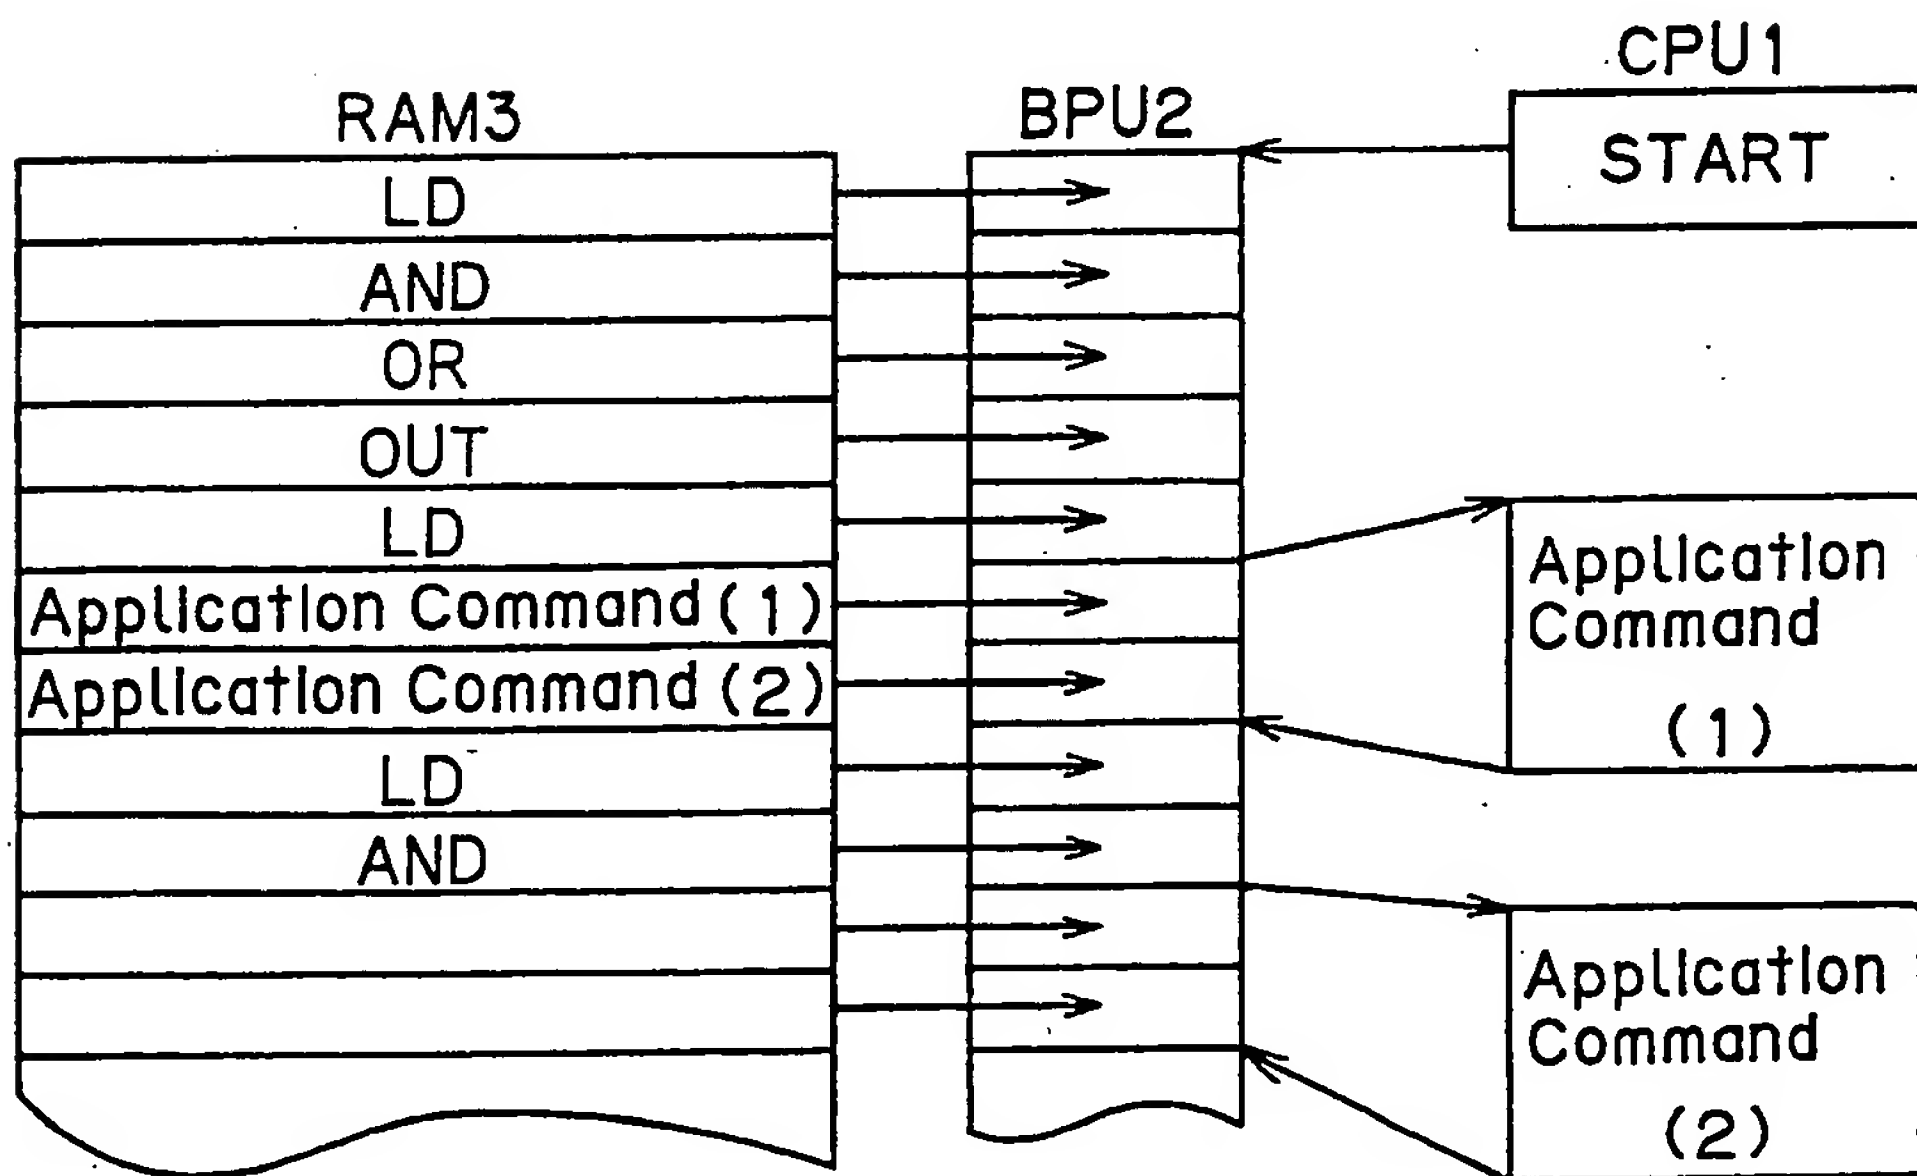 CPU1
RAM3
BPU2
START
LD
AND
OR
OUT
LD
Application Command (1)
Application Command (2)
LD
AND
Application
Command
(1)
Application
Command
(2)